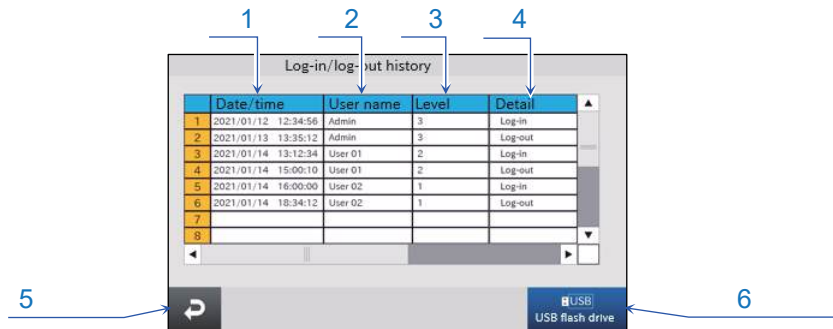 1 2 3 4
Log-in/log-out history
Date/time User name Level Detail
1 2021/01/12 12:34:56 Admin 3 Log-in
2 2021/01/13 13:35:12 Admin 3 Log-out
3 2021/01/14 13:12:34 User 01 2 Log-in
4 2021/01/14 15:00:10 User 01 2 Log-out
5 2021/01/14 16:00:00 User 02 1 Log-in
6 2021/01/14 18:34:12 User 02 1 Log-out
7
8
5 6
USB
USB flash drive